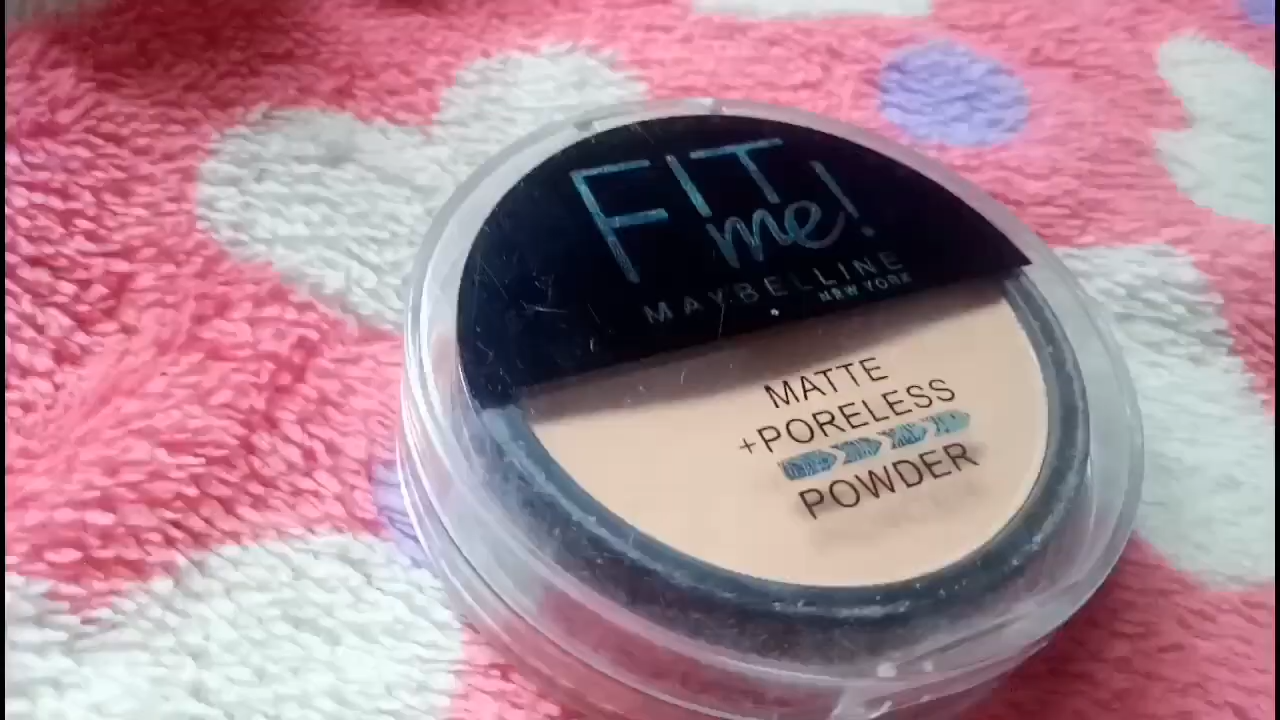 FIT
me!
MAYBELLINE
NEW YORK
MATTE
+PORELESS
POWDER